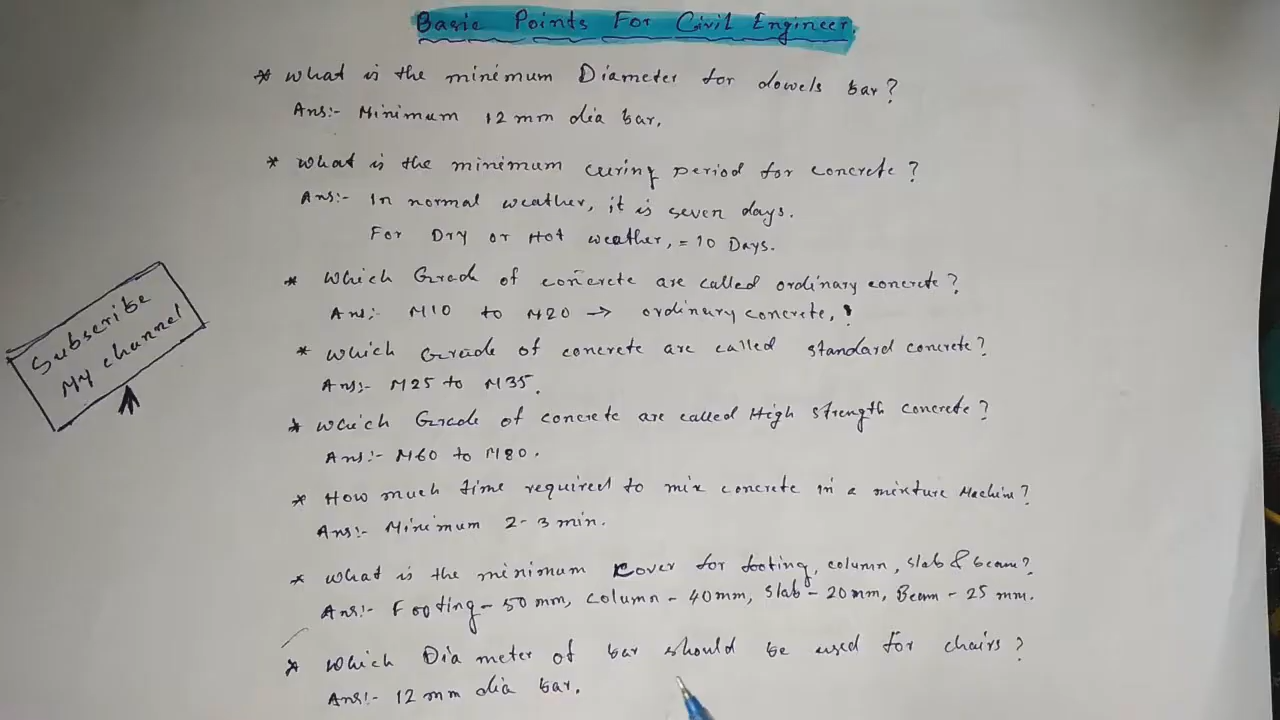 Basic Points For Civil Engineer.
* What is the minimum Diameter for dowels bar?
Ans:- Minimum 12 mm dia bar.
* What is the minimum curing period for concrete?
Ans:- In normal weather, it is seven days.
For Dry or Hot weather, = 10 Days.
* Which Grade of concrete are called ordinary concrete?
Ans:- M10 to M20 → ordinary concrete.
* Which Grade of concrete are called standard concrete?
Ans:- M25 to M35.
* Which Grade of concrete are called High strength concrete?
Ans:- M60 to M80.
* How much time required to mix concrete in a mixture Machine?
Ans:- Minimum 2-3 min.
* What is the minimum cover for footing, column, slab & beam?
Ans:- Footing - 50 mm, column - 40 mm, slab - 20 mm, Beam - 25 mm.
* Which Dia meter of bar should be used for chairs?
Ans:- 12 mm dia bar.
Subscribe
My channel